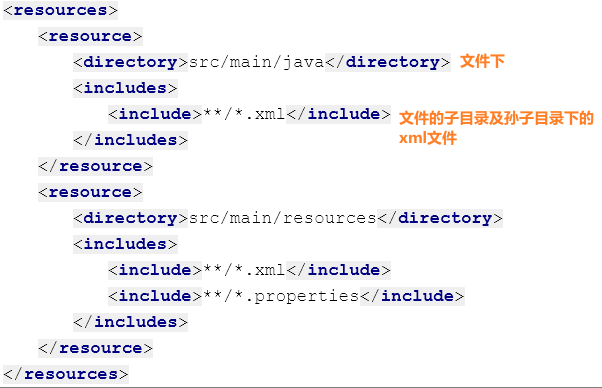 <resources>
<resource>
<directory>src/main/java</directory> 文件下
<includes>
<include>**/*.xml</include> 文件的子目录及孙子目录下的
xml文件
</includes>
</resource>
<resource>
<directory>src/main/resources</directory>
<includes>
<include>**/*.xml</include>
<include>**/*.properties</include>
</includes>
</resource>
</resources>